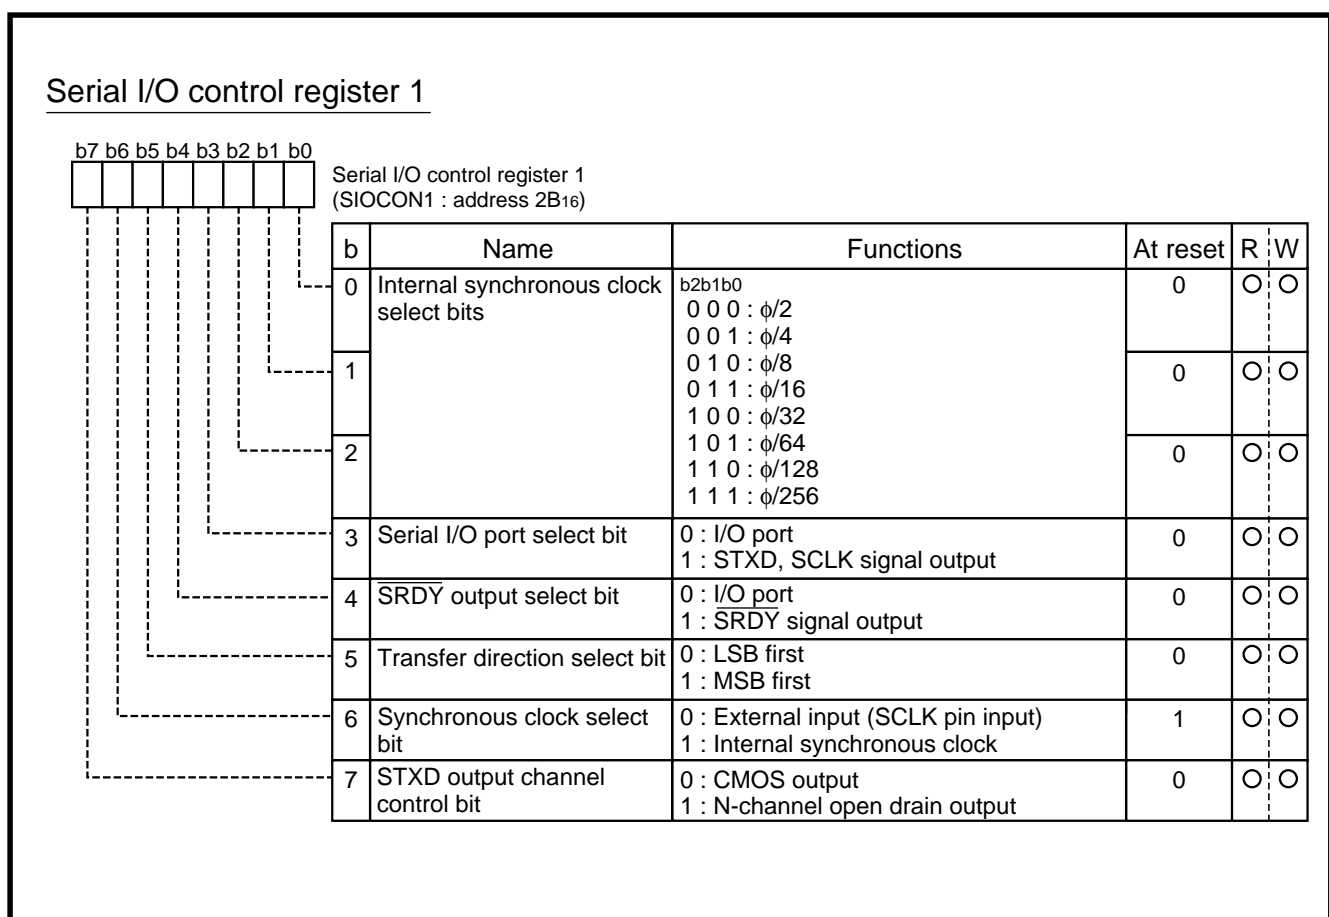 Serial I/O control register 1
b7 b6 b5 b4 b3 b2 b1 b0
Serial I/O control register 1
(SIOCON1 : address 2B16)
b Name Functions At reset R W
0 Internal synchronous clock select bits b2b1b0 0 ○ ○
0 0 0 : ϕ/2
0 0 1 : ϕ/4
1 0 1 0 : ϕ/8 0 ○ ○
0 1 1 : ϕ/16
1 0 0 : ϕ/32
2 1 0 1 : ϕ/64 0 ○ ○
1 1 0 : ϕ/128
1 1 1 : ϕ/256
3 Serial I/O port select bit 0 : I/O port 0 ○ ○
1 : STXD, SCLK signal output
4 S̅R̅D̅Y̅ output select bit 0 : I/O port 0 ○ ○
1 : S̅R̅D̅Y̅ signal output
5 Transfer direction select bit 0 : LSB first 0 ○ ○
1 : MSB first
6 Synchronous clock select 0 : External input (SCLK pin input) 1 ○ ○
bit 1 : Internal synchronous clock
7 STXD output channel 0 : CMOS output 0 ○ ○
control bit 1 : N-channel open drain output